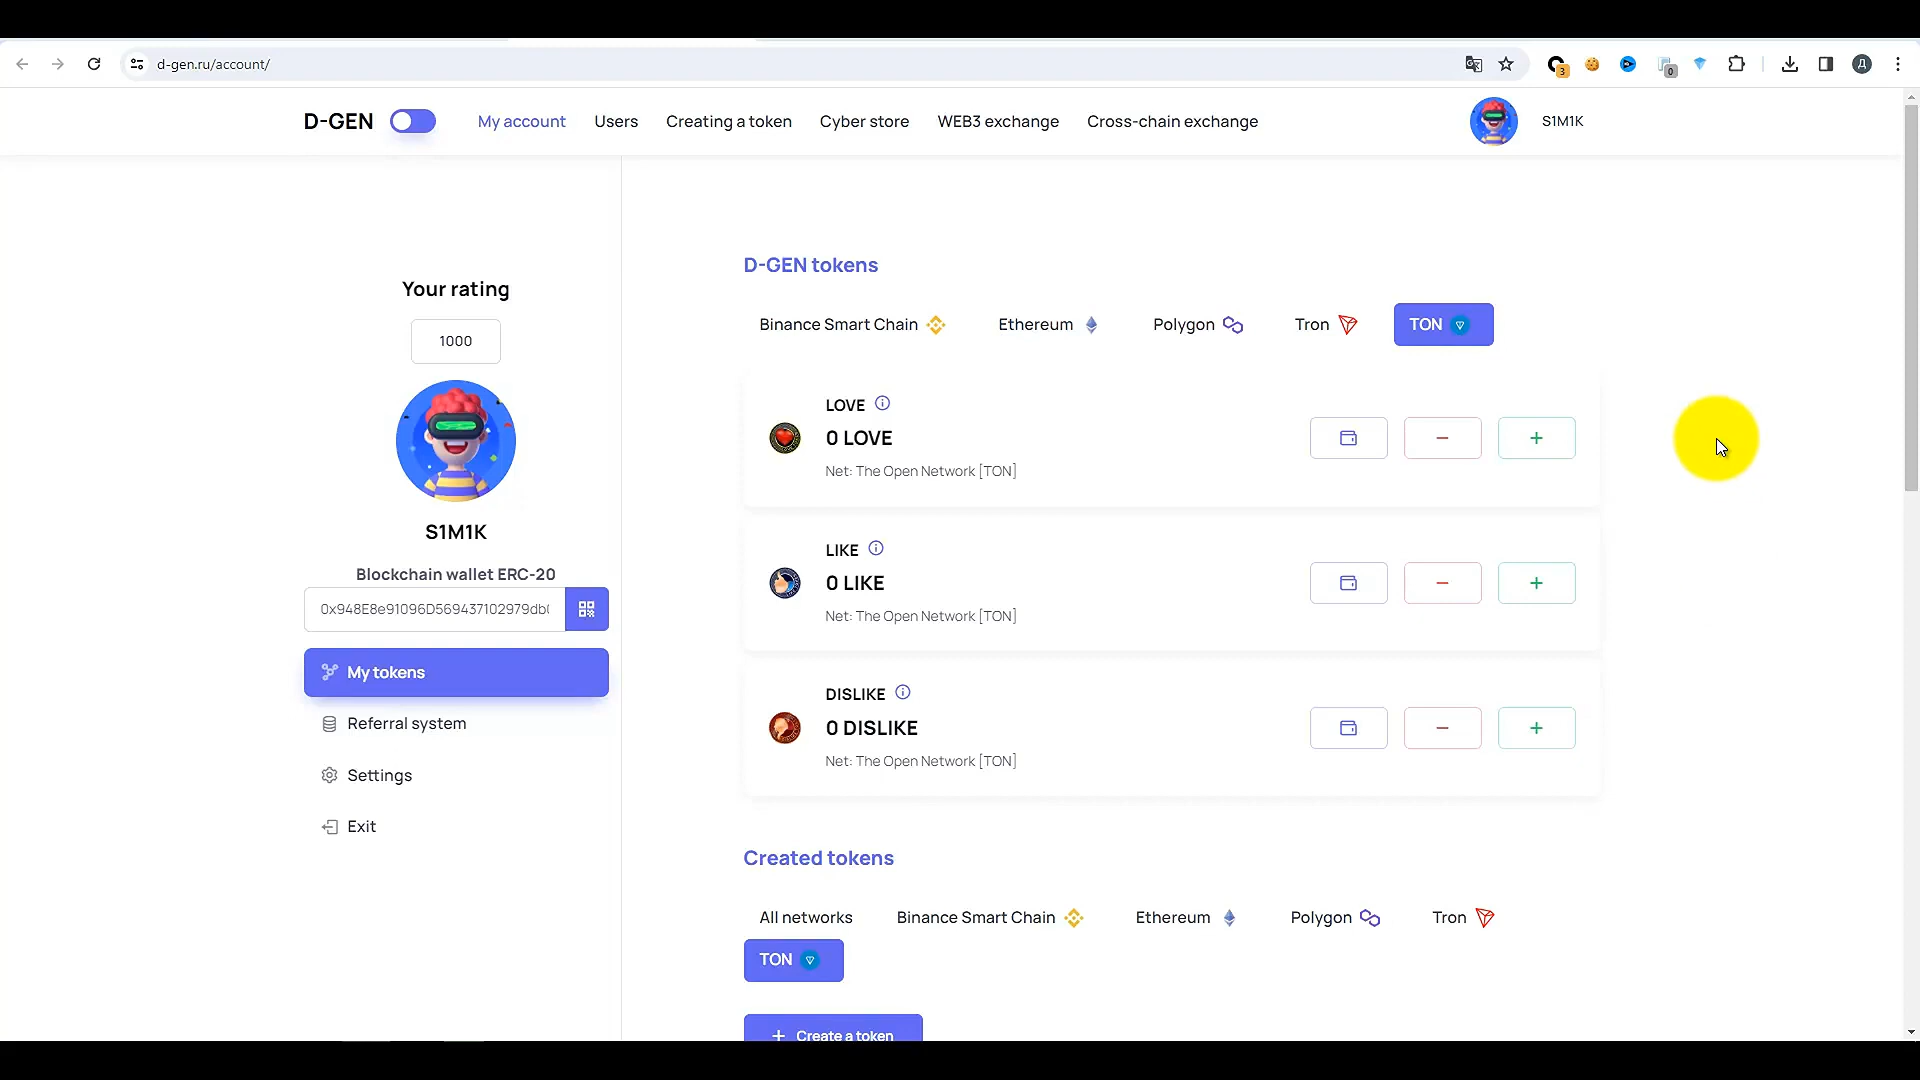 d-gen.ru/account/
3
0
Д
D-GEN
My account
Users
Creating a token
Cyber store
WEB3 exchange
Cross-chain exchange
S1M1K
Your rating
1000
S1M1K
Blockchain wallet ERC-20
0x948E8e91096D569437102979db
My tokens
Referral system
Settings
Exit
D-GEN tokens
Binance Smart Chain
Ethereum
Polygon
Tron
TON
LOVE
0 LOVE
Net: The Open Network [TON]
LIKE
0 LIKE
Net: The Open Network [TON]
DISLIKE
0 DISLIKE
Net: The Open Network [TON]
Created tokens
All networks
Binance Smart Chain
Ethereum
Polygon
Tron
TON
+ Create a token